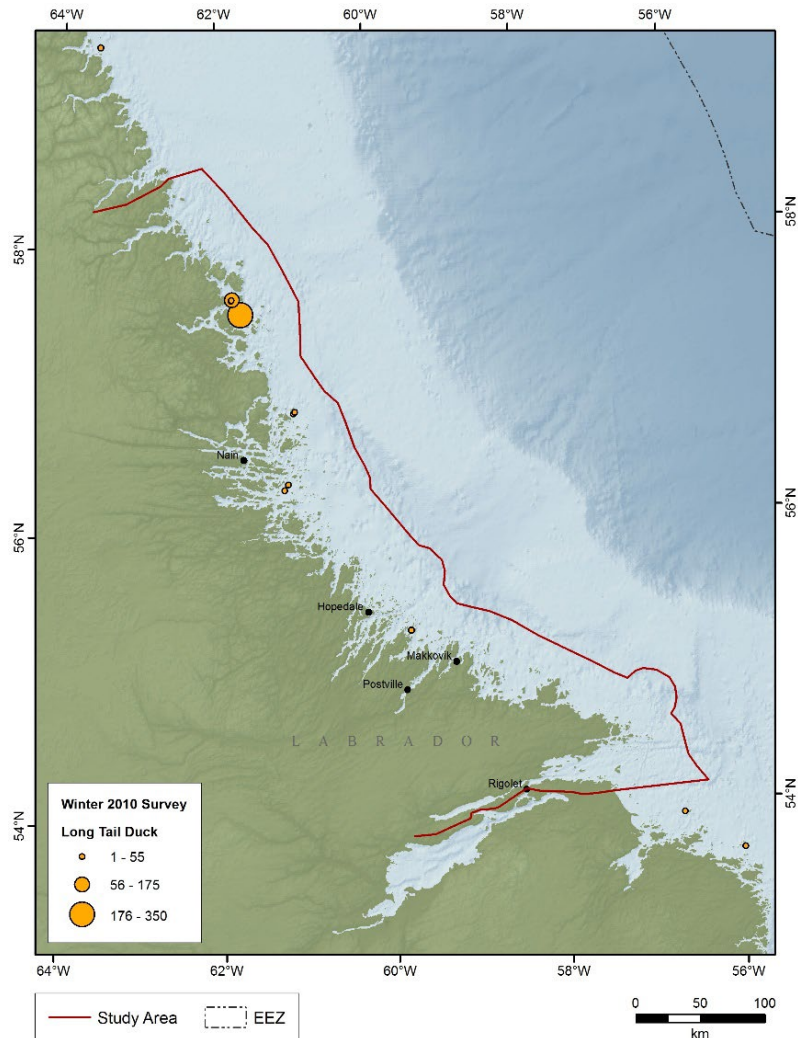 64°W 62°W 60°W 58°W 56°W
58°N
58°N
Nain
56°N
56°N
Hopedale
Makkovik
Postville
LABRADOR
Rigolet
54°N
54°N
Winter 2010 Survey
Long Tail Duck
1 - 55
56 - 175
176 - 350
64°W 62°W 60°W 58°W 56°W
Study Area EEZ
0 50 100
km